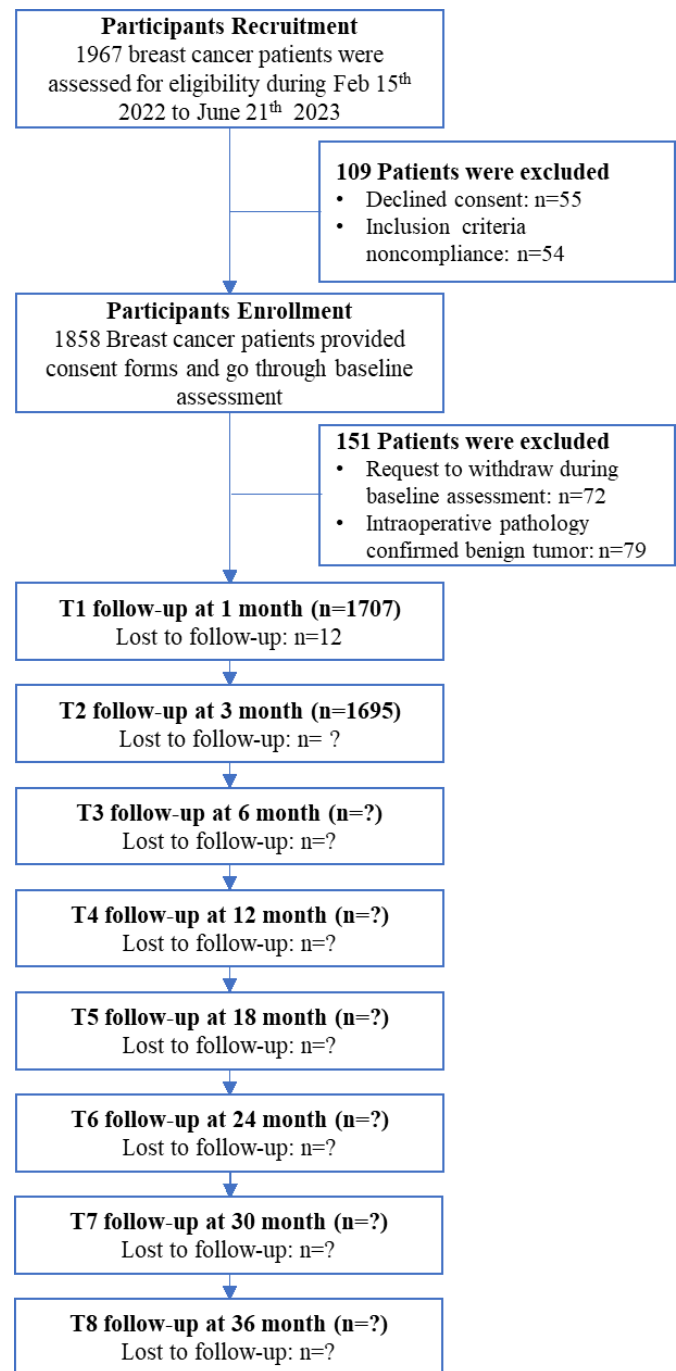 Participants Recruitment
1967 breast cancer patients were
assessed for eligibility during Feb 15th
2022 to June 21th 2023
109 Patients were excluded
• Declined consent: n=55
• Inclusion criteria
noncompliance: n=54
Participants Enrollment
1858 Breast cancer patients provided
consent forms and go through baseline
assessment
151 Patients were excluded
• Request to withdraw during
baseline assessment: n=72
• Intraoperative pathology
confirmed benign tumor: n=79
T1 follow-up at 1 month (n=1707)
Lost to follow-up: n=12
T2 follow-up at 3 month (n=1695)
Lost to follow-up: n= ?
T3 follow-up at 6 month (n=?)
Lost to follow-up: n=?
T4 follow-up at 12 month (n=?)
Lost to follow-up: n=?
T5 follow-up at 18 month (n=?)
Lost to follow-up: n=?
T6 follow-up at 24 month (n=?)
Lost to follow-up: n=?
T7 follow-up at 30 month (n=?)
Lost to follow-up: n=?
T8 follow-up at 36 month (n=?)
Lost to follow-up: n=?